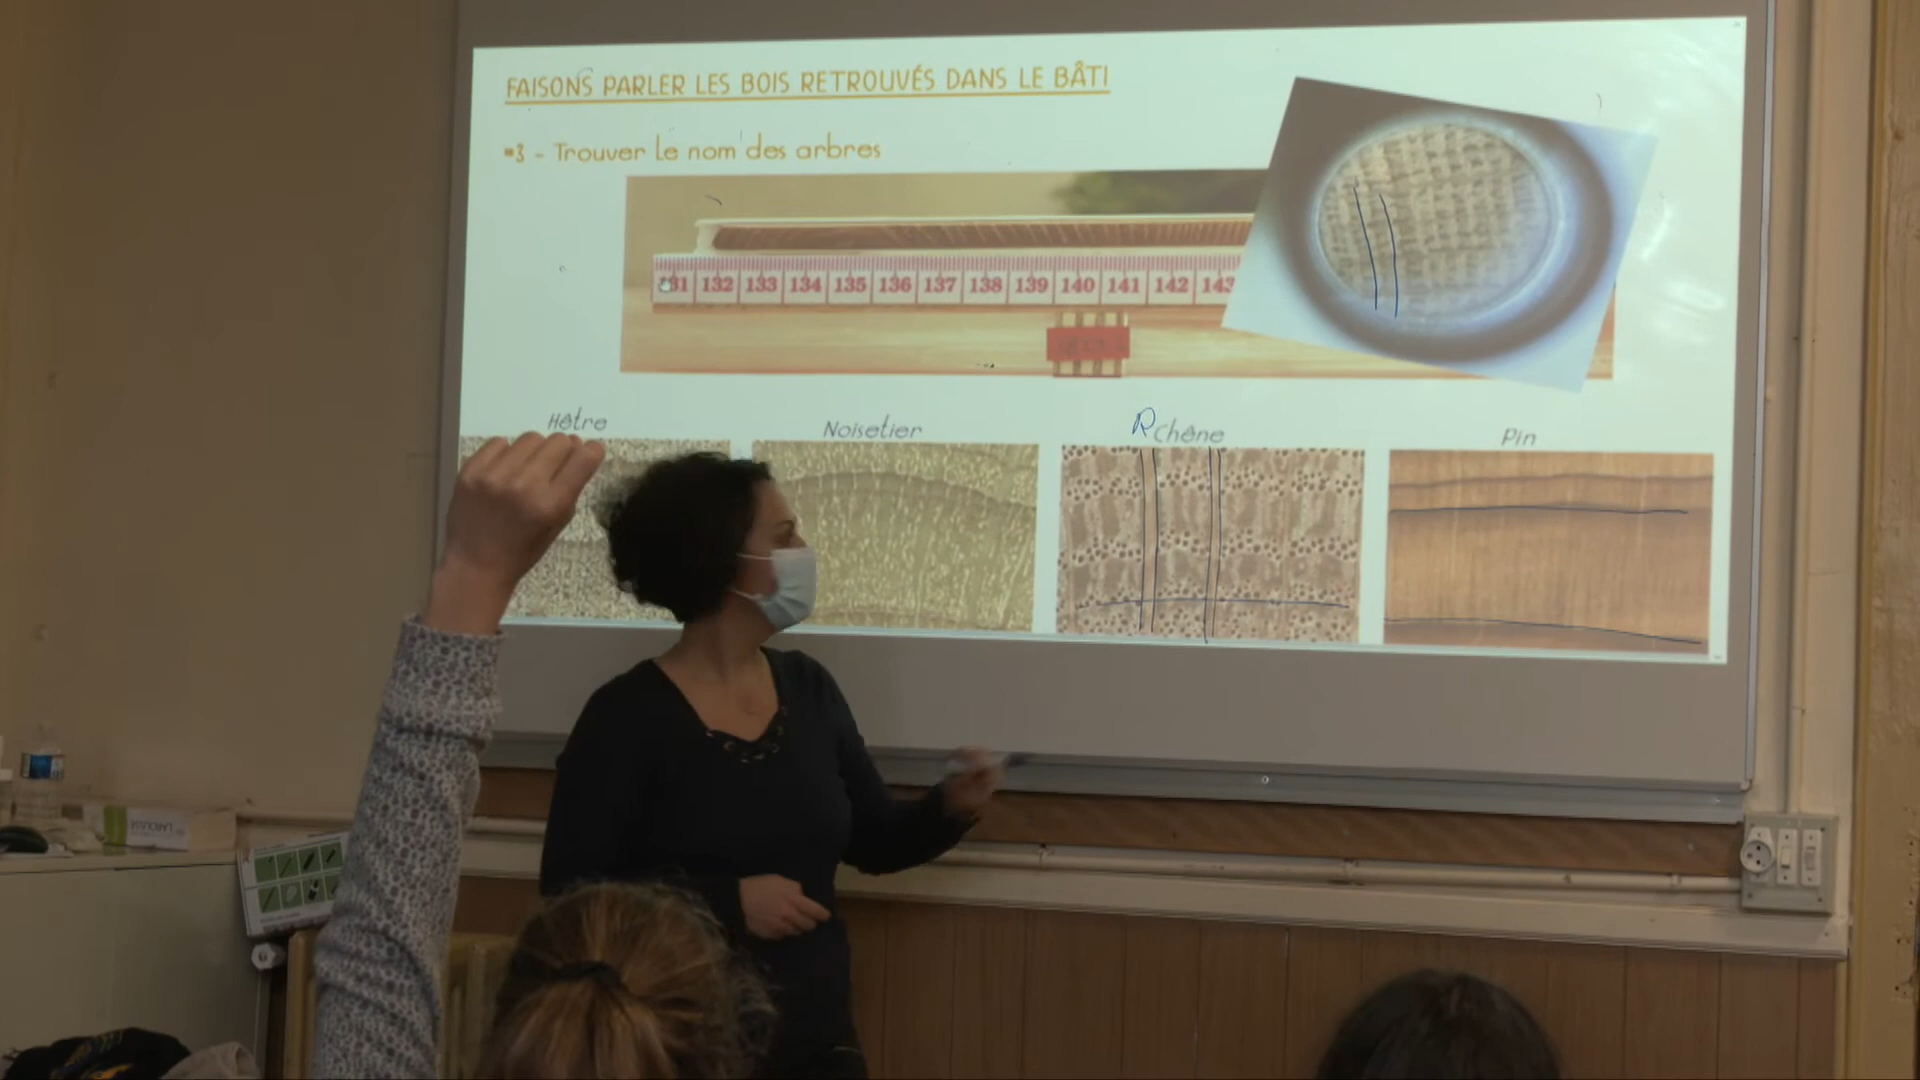 FAISONS PARLER LES BOIS RETROUVÉS DANS LE BÂTI
#3 - Trouver le nom des arbres
132 133 134 135 136 137 138 139 140 141 142 143
Hêtre
Noisetier
R Chêne
Pin
LAROUSSE